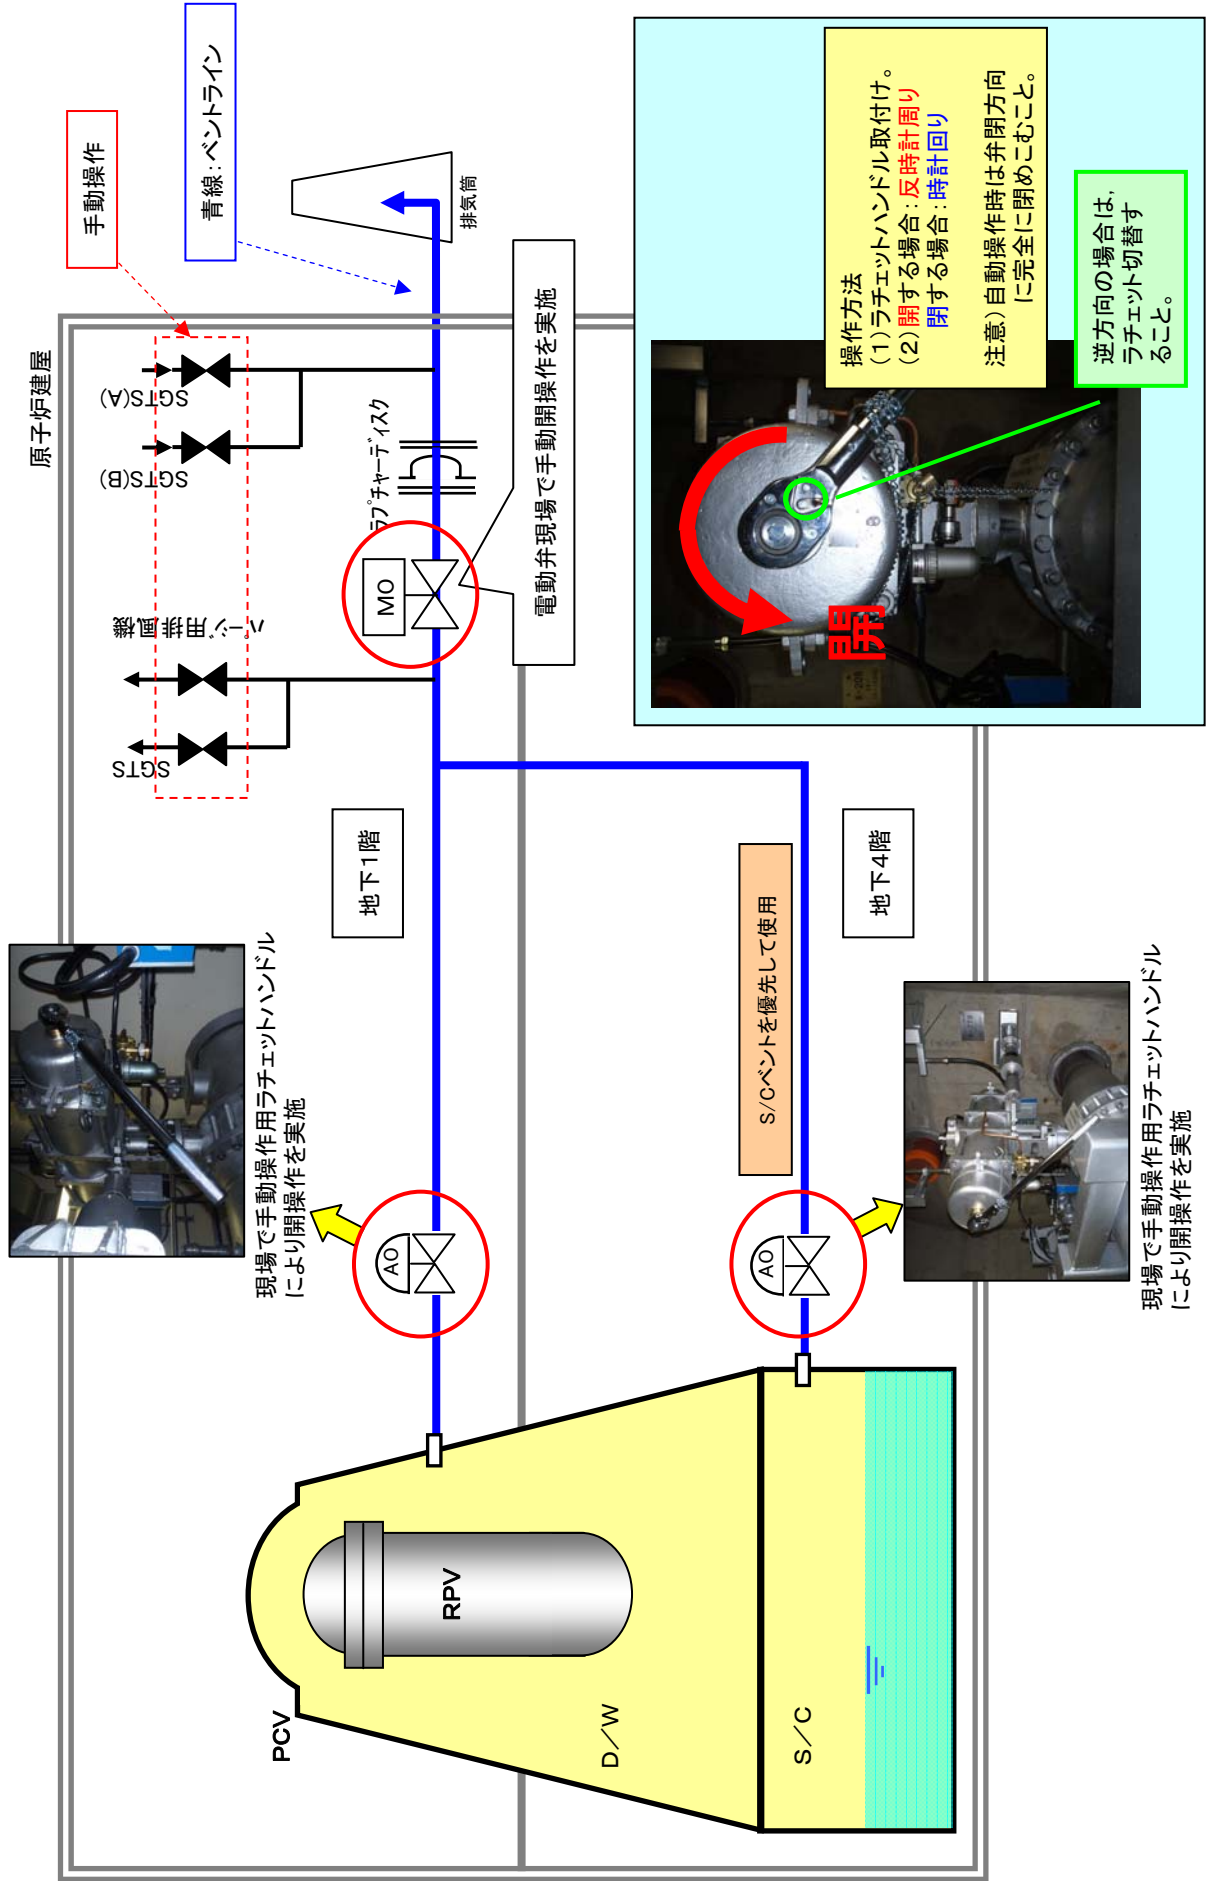 原子炉建屋
手動操作
青線：ベントライン
SGTS(A)
SGTS(B)
パージ用排風機
SGTS
排気筒
ラプチャーディスク
MO
電動弁現場で手動開操作を実施
地下1階
地下4階
S/Cベントを優先して使用
現場で手動操作用ラチェットハンドル
により開操作を実施
AO
AO
現場で手動操作用ラチェットハンドル
により開操作を実施
PCV
RPV
D／W
S／C
操作方法
(1)ラチェットハンドル取付け。
(2)開する場合：反時計周り
閉する場合：時計回り
注意）自動操作時は弁閉方向
に完全に閉めこむこと。
逆方向の場合は、
ラチェット切替す
ること。
開